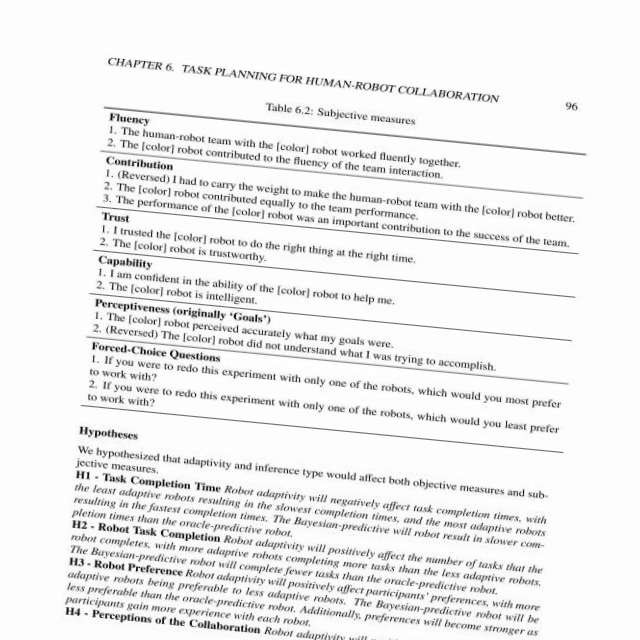 CHAPTER 6. TASK PLANNING FOR HUMAN-ROBOT COLLABORATION
96
Table 6.2: Subjective measures
Fluency
1. The human-robot team with the [color] robot worked fluently together.
2. The [color] robot contributed to the fluency of the team interaction.
Contribution
1. (Reversed) I had to carry the weight to make the human-robot team with the [color] robot better.
2. The [color] robot contributed equally to the team performance.
3. The performance of the [color] robot was an important contribution to the success of the team.
Trust
1. I trusted the [color] robot to do the right thing at the right time.
2. The [color] robot is trustworthy.
Capability
1. I am confident in the ability of the [color] robot to help me.
2. The [color] robot is intelligent.
Perceptiveness (originally ‘Goals’)
1. The [color] robot perceived accurately what my goals were.
2. (Reversed) The [color] robot did not understand what I was trying to accomplish.
Forced-Choice Questions
1. If you were to redo this experiment with only one of the robots, which would you most prefer
to work with?
2. If you were to redo this experiment with only one of the robots, which would you least prefer
to work with?
Hypotheses
We hypothesized that adaptivity and inference type would affect both objective measures and sub-
jective measures.
H1 - Task Completion Time Robot adaptivity will negatively affect task completion times, with
the least adaptive robots resulting in the slowest completion times, and the most adaptive robots
resulting in the fastest completion times. The Bayesian-predictive will robot result in slower com-
pletion times than the oracle-predictive robot.
H2 - Robot Task Completion Robot adaptivity will positively affect the number of tasks that the
robot completes, with more adaptive robots completing more tasks than the less adaptive robots.
The Bayesian-predictive robot will complete fewer tasks than the oracle-predictive robot.
H3 - Robot Preference Robot adaptivity will positively affect participants' preferences, with more
adaptive robots being preferable to less adaptive robots. The Bayesian-predictive robot will be
less preferable than the oracle-predictive robot. Additionally, preferences will become stronger as
participants gain more experience with each robot.
H4 - Perceptions of the Collaboration Robot adaptivity will